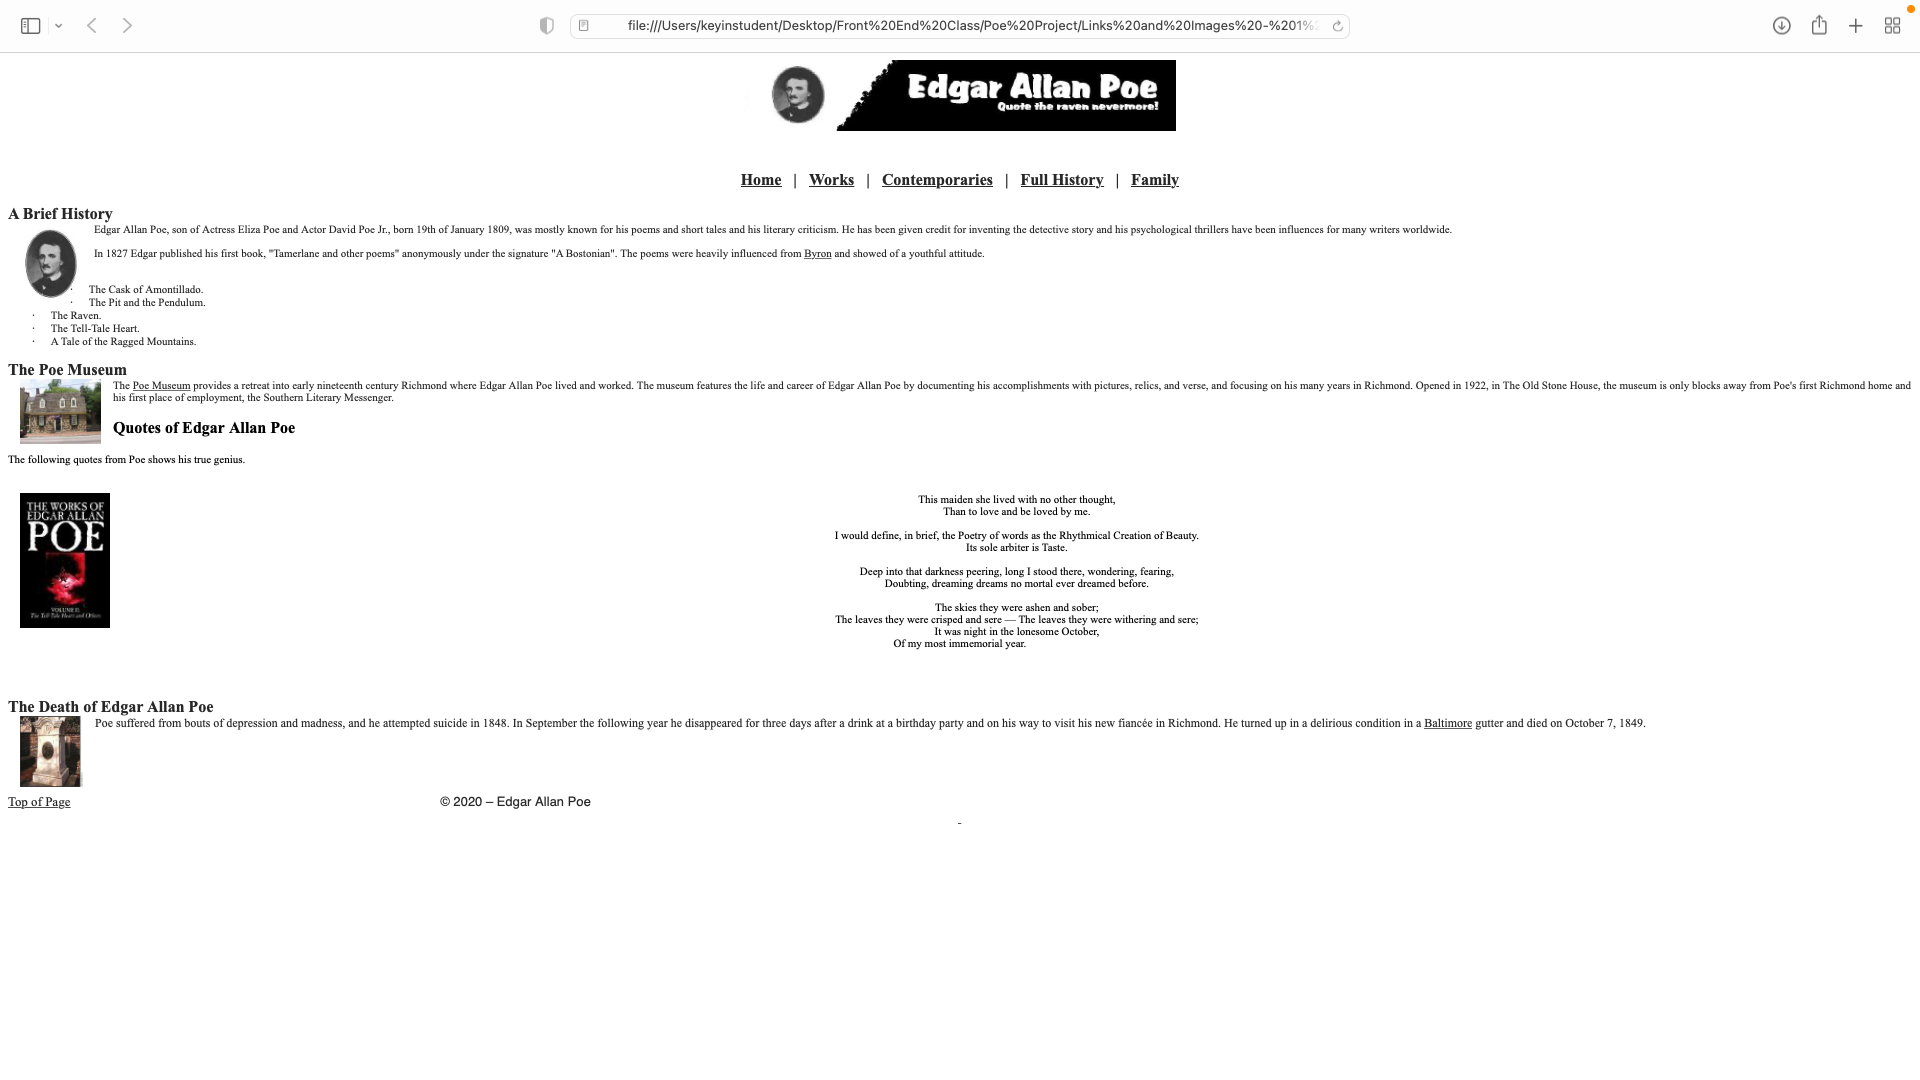 file:///Users/keyinstudent/Desktop/Front%20End%20Class/Poe%20Project/Links%20and%20Images%20-%201%
Edgar Allan Poe
Quote the raven nevermore!
Home | Works | Contemporaries | Full History | Family
A Brief History
Edgar Allan Poe, son of Actress Eliza Poe and Actor David Poe Jr., born 19th of January 1809, was mostly known for his poems and short tales and his literary criticism. He has been given credit for inventing the detective story and his psychological thrillers have been influences for many writers worldwide.
In 1827 Edgar published his first book, "Tamerlane and other poems" anonymously under the signature "A Bostonian". The poems were heavily influenced from Byron and showed of a youthful attitude.
· The Cask of Amontillado.
· The Pit and the Pendulum.
· The Raven.
· The Tell-Tale Heart.
· A Tale of the Ragged Mountains.
The Poe Museum
The Poe Museum provides a retreat into early nineteenth century Richmond where Edgar Allan Poe lived and worked. The museum features the life and career of Edgar Allan Poe by documenting his accomplishments with pictures, relics, and verse, and focusing on his many years in Richmond. Opened in 1922, in The Old Stone House, the museum is only blocks away from Poe's first Richmond home and
his first place of employment, the Southern Literary Messenger.
Quotes of Edgar Allan Poe
The following quotes from Poe shows his true genius.
THE WORKS OF
EDGAR ALLAN
POE
VOLUME I:
The Tell-Tale Heart and Others
This maiden she lived with no other thought,
Than to love and be loved by me.
I would define, in brief, the Poetry of words as the Rhythmical Creation of Beauty.
Its sole arbiter is Taste.
Deep into that darkness peering, long I stood there, wondering, fearing,
Doubting, dreaming dreams no mortal ever dreamed before.
The skies they were ashen and sober;
The leaves they were crisped and sere — The leaves they were withering and sere;
It was night in the lonesome October,
Of my most immemorial year.
The Death of Edgar Allan Poe
Poe suffered from bouts of depression and madness, and he attempted suicide in 1848. In September the following year he disappeared for three days after a drink at a birthday party and on his way to visit his new fiancée in Richmond. He turned up in a delirious condition in a Baltimore gutter and died on October 7, 1849.
Top of Page
© 2020 – Edgar Allan Poe
-